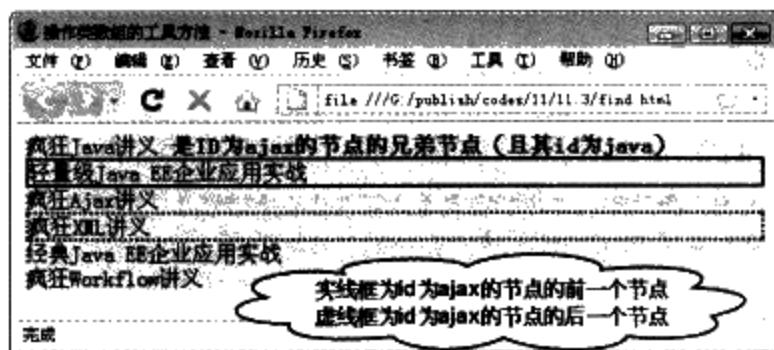 操作类数组的工具方法 - Mozilla Firefox
文件 (F) 编辑 (E) 查看 (V) 历史 (S) 书签 (B) 工具 (T) 帮助 (H)
file ///G:/publish/codes/11/11.3/find html
疯狂Java讲义 是ID为ajax的节点的兄弟节点（且其id为java）
轻量级Java EE企业应用实战
疯狂Ajax讲义
疯狂XML讲义
经典Java EE企业应用实战
疯狂Workflow讲义
实线框为id为ajax的节点的前一个节点
虚线框为id为ajax的节点的后一个节点
完成